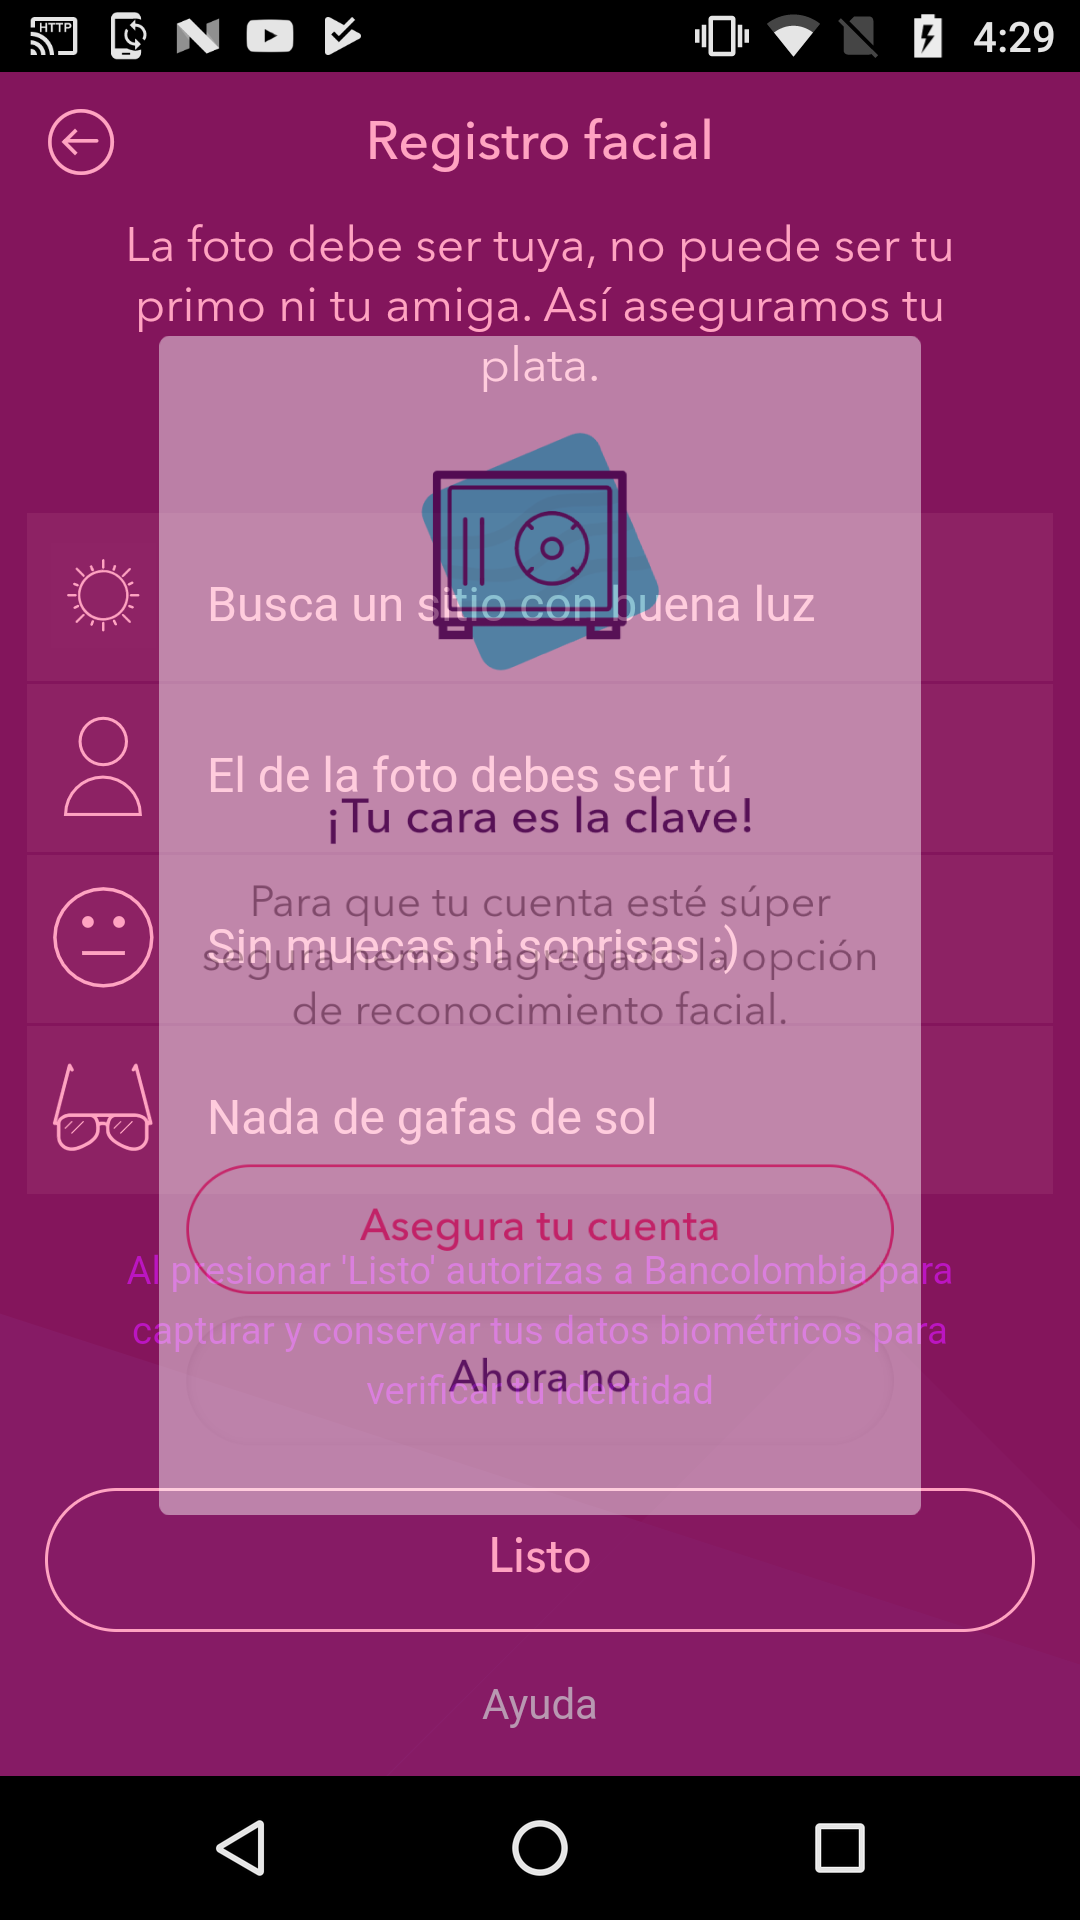 HTTP
4:29
Registro facial
La foto debe ser tuya, no puede ser tu
primo ni tu amiga. Así aseguramos tu
plata.
Busca un sitio con buena luz
El de la foto debes ser tú
¡Tu cara es la clave!
Para que tu cuenta esté súper
Sin muecas ni sonrisas :)
segura hemos agregado la opción
de reconocimiento facial.
Nada de gafas de sol
Asegura tu cuenta
Al presionar 'Listo' autorizas a Bancolombia para
capturar y conservar tus datos biométricos para
Ahora no
verificar tu identidad
Listo
Ayuda